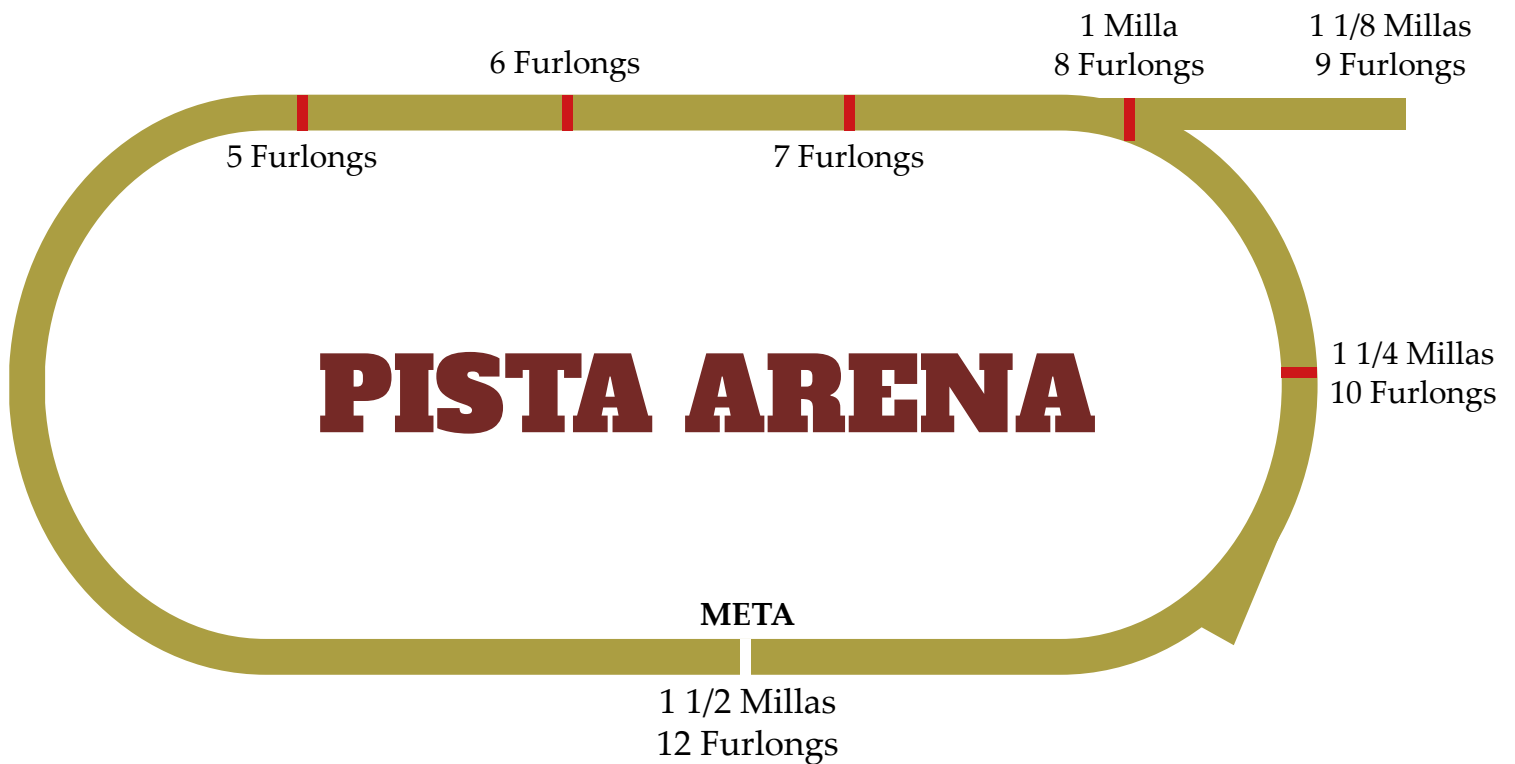 1 Milla
8 Furlongs
1 1/8 Millas
9 Furlongs
6 Furlongs
5 Furlongs
7 Furlongs
PISTA ARENA
1 1/4 Millas
10 Furlongs
META
1 1/2 Millas
12 Furlongs